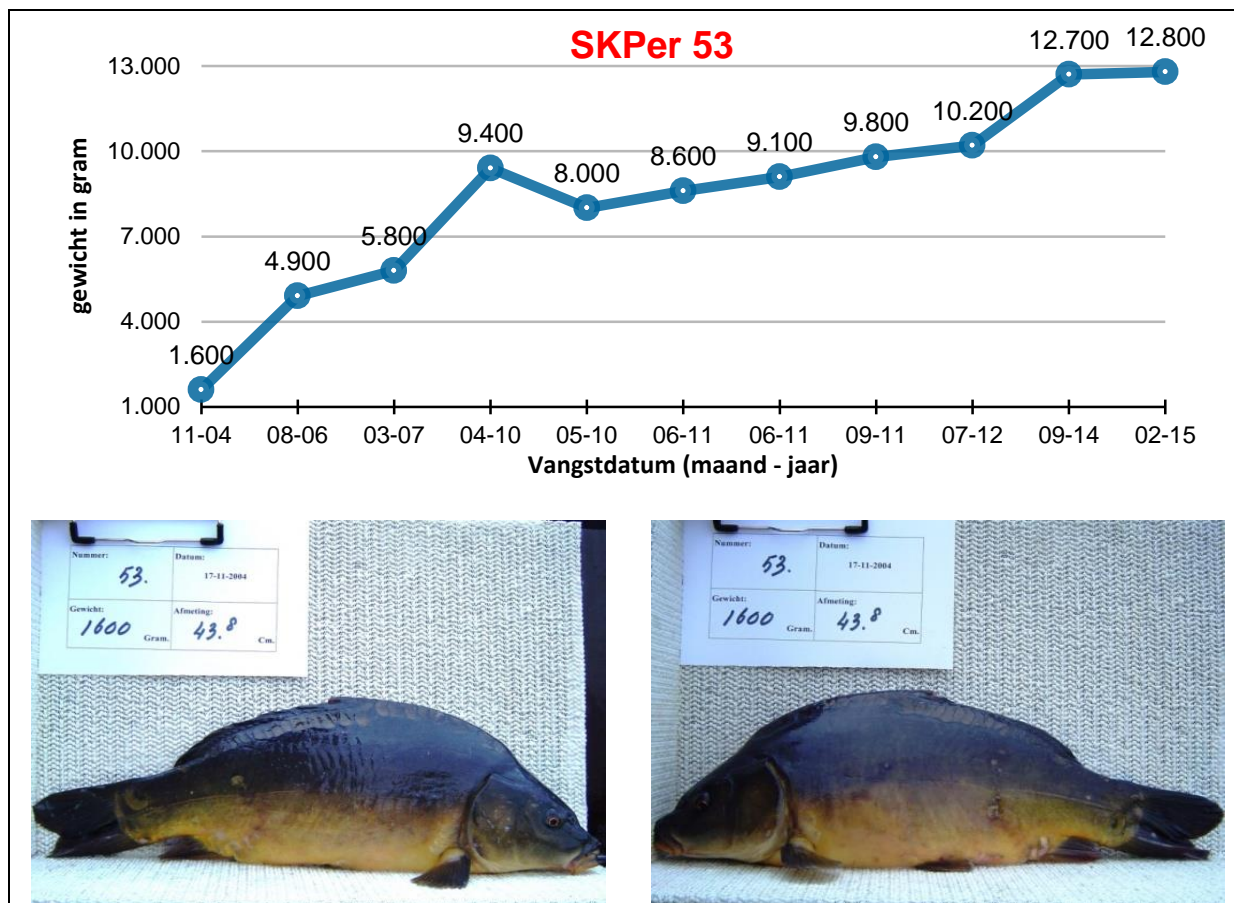 SKPer 53
gewicht in gram
13.000
10.000
7.000
4.000
1.000
1.600
4.900
5.800
9.400
8.000
8.600
9.100
9.800
10.200
12.700
12.800
11-04 08-06 03-07 04-10 05-10 06-11 06-11 09-11 07-12 09-14 02-15
Vangstdatum (maand - jaar)
Nummer: Datum:
53. 17-11-2004
Gewicht: Afmeting:
1600 Gram. 43.8 Cm.
Nummer: Datum:
53. 17-11-2004
Gewicht: Afmeting:
1600 Gram. 43.8 Cm.